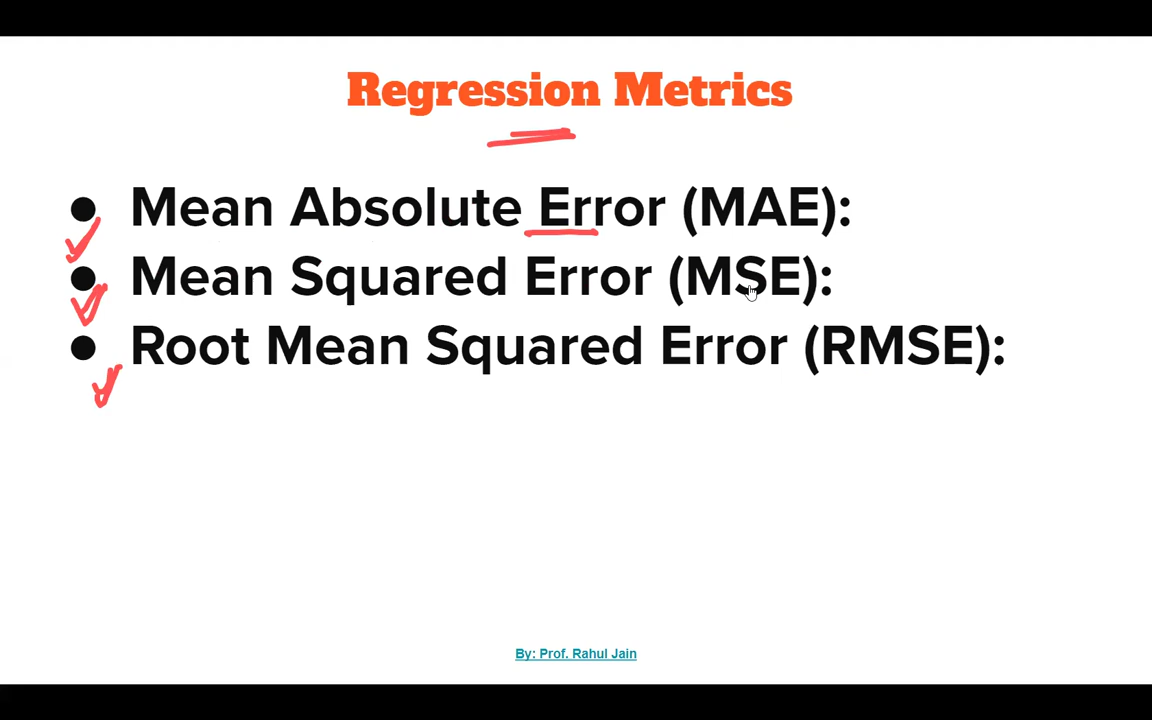 Regression Metrics
● Mean Absolute Error (MAE):
● Mean Squared Error (MSE):
● Root Mean Squared Error (RMSE):
By: Prof. Rahul Jain